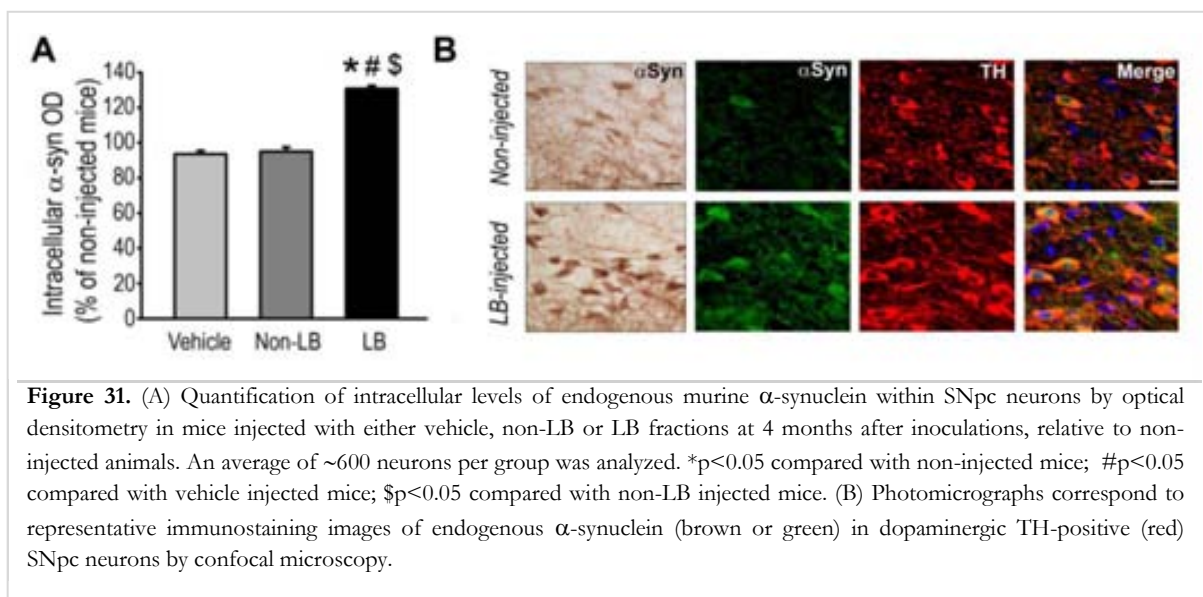 A
* # $
Intracellular α-syn OD
(% of non-injected mice)
140
120
100
80
60
40
20
0
Vehicle
Non-LB
LB
B
αSyn
αSyn
TH
Merge
Non-injected
LB-injected
Figure 31. (A) Quantification of intracellular levels of endogenous murine α-synuclein within SNpc neurons by optical
densitometry in mice injected with either vehicle, non-LB or LB fractions at 4 months after inoculations, relative to non-
injected animals. An average of ~600 neurons per group was analyzed. *p<0.05 compared with non-injected mice; #p<0.05
compared with vehicle injected mice; $p<0.05 compared with non-LB injected mice. (B) Photomicrographs correspond to
representative immunostaining images of endogenous α-synuclein (brown or green) in dopaminergic TH-positive (red)
SNpc neurons by confocal microscopy.